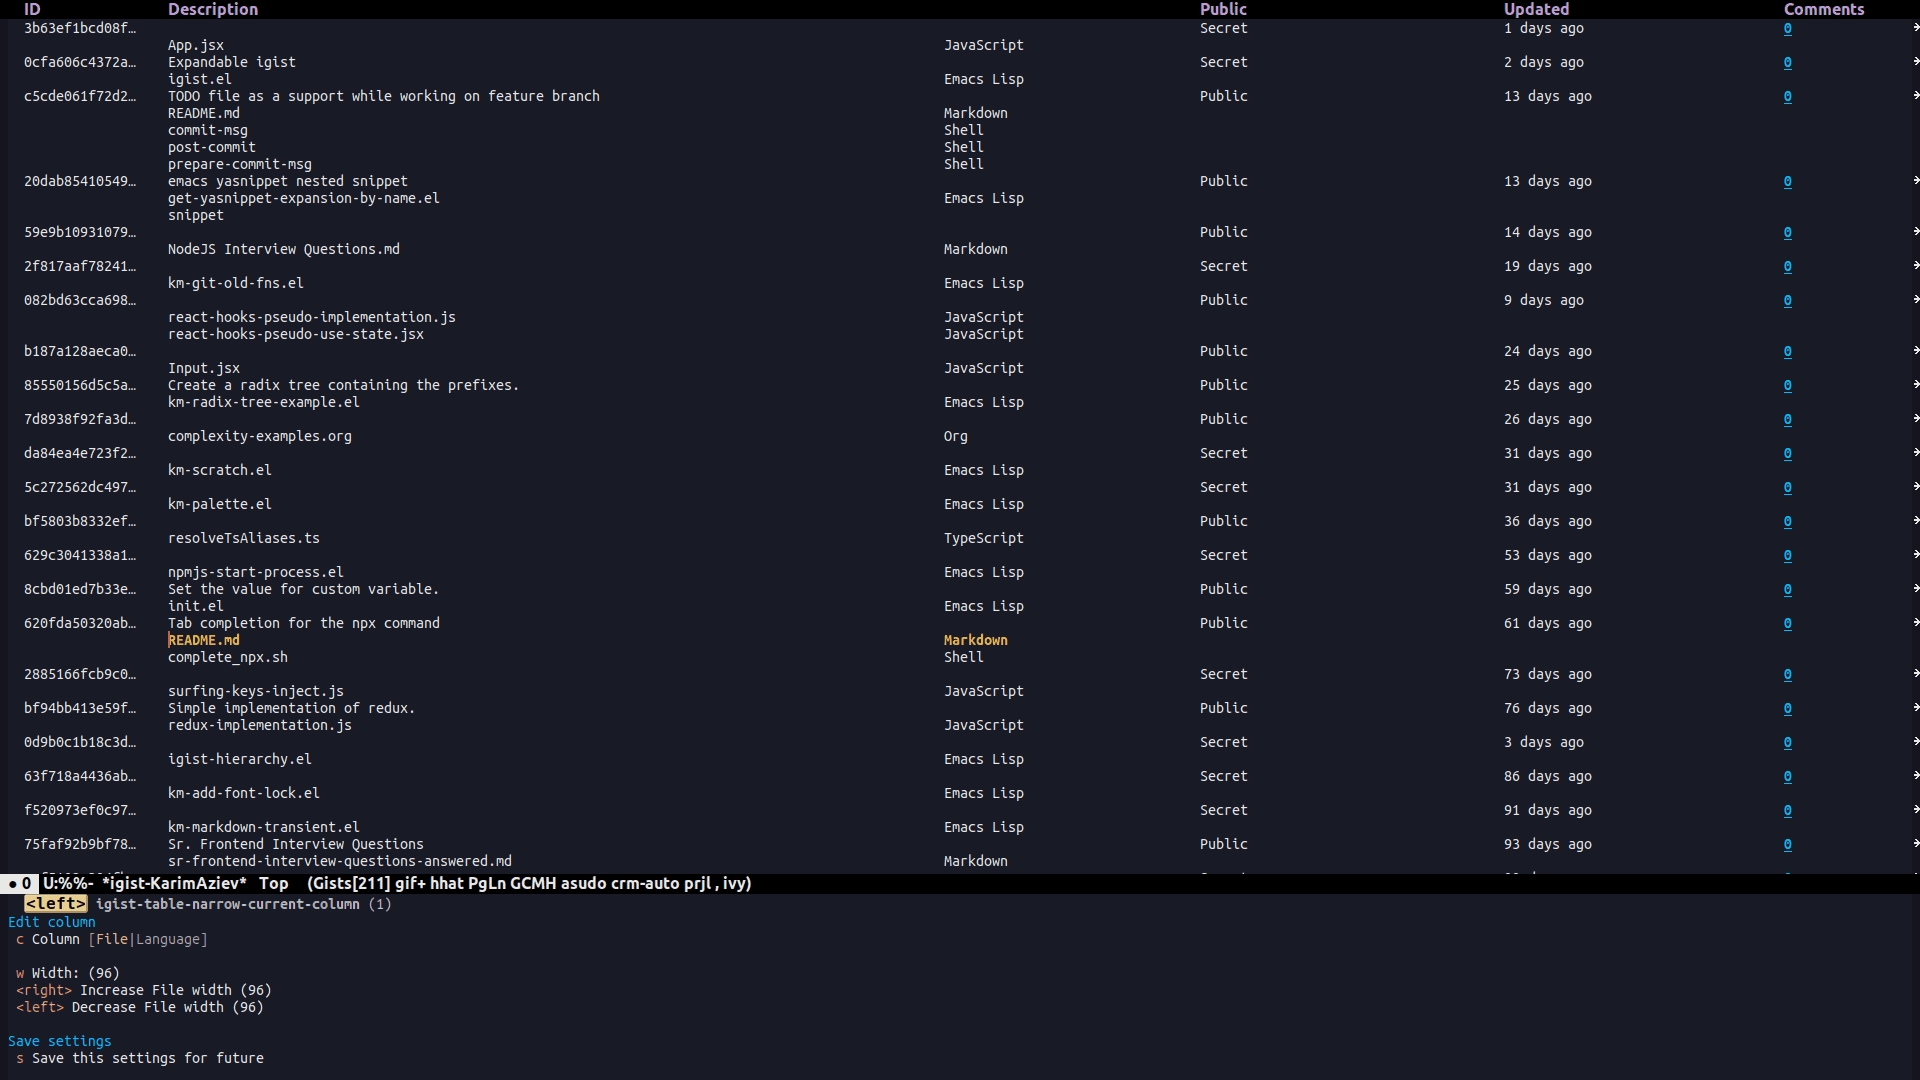 ID Description Public Updated Comments
3b63ef1bcd08f… Secret 1 days ago 0
App.jsx JavaScript
0cfa606c4372a… Expandable igist Secret 2 days ago 0
igist.el Emacs Lisp
c5cde061f72d2… TODO file as a support while working on feature branch Public 13 days ago 0
README.md Markdown
commit-msg Shell
post-commit Shell
prepare-commit-msg Shell
20dab85410549… emacs yasnippet nested snippet Public 13 days ago 0
get-yasnippet-expansion-by-name.el Emacs Lisp
snippet
59e9b10931079… Public 14 days ago 0
NodeJS Interview Questions.md Markdown
2f817aaf78241… Secret 19 days ago 0
km-git-old-fns.el Emacs Lisp
082bd63cca698… Public 9 days ago 0
react-hooks-pseudo-implementation.js JavaScript
react-hooks-pseudo-use-state.jsx JavaScript
b187a128aeca0… Public 24 days ago 0
Input.jsx JavaScript
85550156d5c5a… Create a radix tree containing the prefixes. Public 25 days ago 0
km-radix-tree-example.el Emacs Lisp
7d8938f92fa3d… Public 26 days ago 0
complexity-examples.org Org
da84ea4e723f2… Secret 31 days ago 0
km-scratch.el Emacs Lisp
5c272562dc497… Secret 31 days ago 0
km-palette.el Emacs Lisp
bf5803b8332ef… Public 36 days ago 0
resolveTsAliases.ts TypeScript
629c3041338a1… Secret 53 days ago 0
npmjs-start-process.el Emacs Lisp
8cbd01ed7b33e… Set the value for custom variable. Public 59 days ago 0
init.el Emacs Lisp
620fda50320ab… Tab completion for the npx command Public 61 days ago 0
README.md Markdown
complete_npx.sh Shell
2885166fcb9c0… Secret 73 days ago 0
surfing-keys-inject.js JavaScript
bf94bb413e59f… Simple implementation of redux. Public 76 days ago 0
redux-implementation.js JavaScript
0d9b0c1b18c3d… Secret 3 days ago 0
igist-hierarchy.el Emacs Lisp
63f718a4436ab… Secret 86 days ago 0
km-add-font-lock.el Emacs Lisp
f520973ef0c97… Secret 91 days ago 0
km-markdown-transient.el Emacs Lisp
75faf92b9bf78… Sr. Frontend Interview Questions Public 93 days ago 0
sr-frontend-interview-questions-answered.md Markdown
● 0 U:%%- *igist-KarimAziev* Top (Gists[211] gif+ hhat PgLn GCMH asudo crm-auto prjl , ivy)
<left> igist-table-narrow-current-column (1)
Edit column
c Column [File|Language]
w Width: (96)
<right> Increase File width (96)
<left> Decrease File width (96)
Save settings
s Save this settings for future